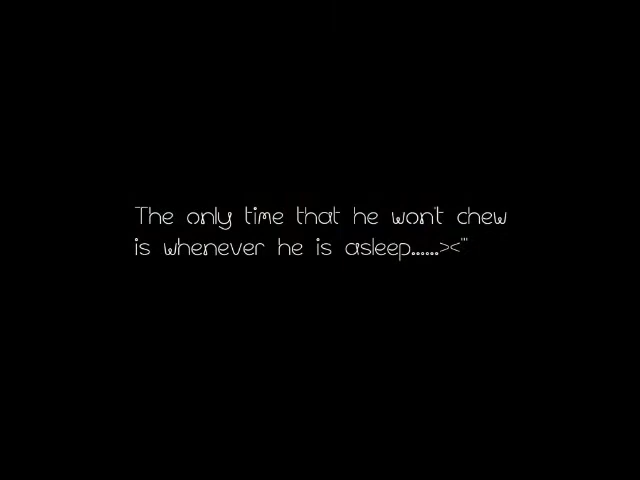 The only time that he won't chew
is whenever he is asleep......><'"